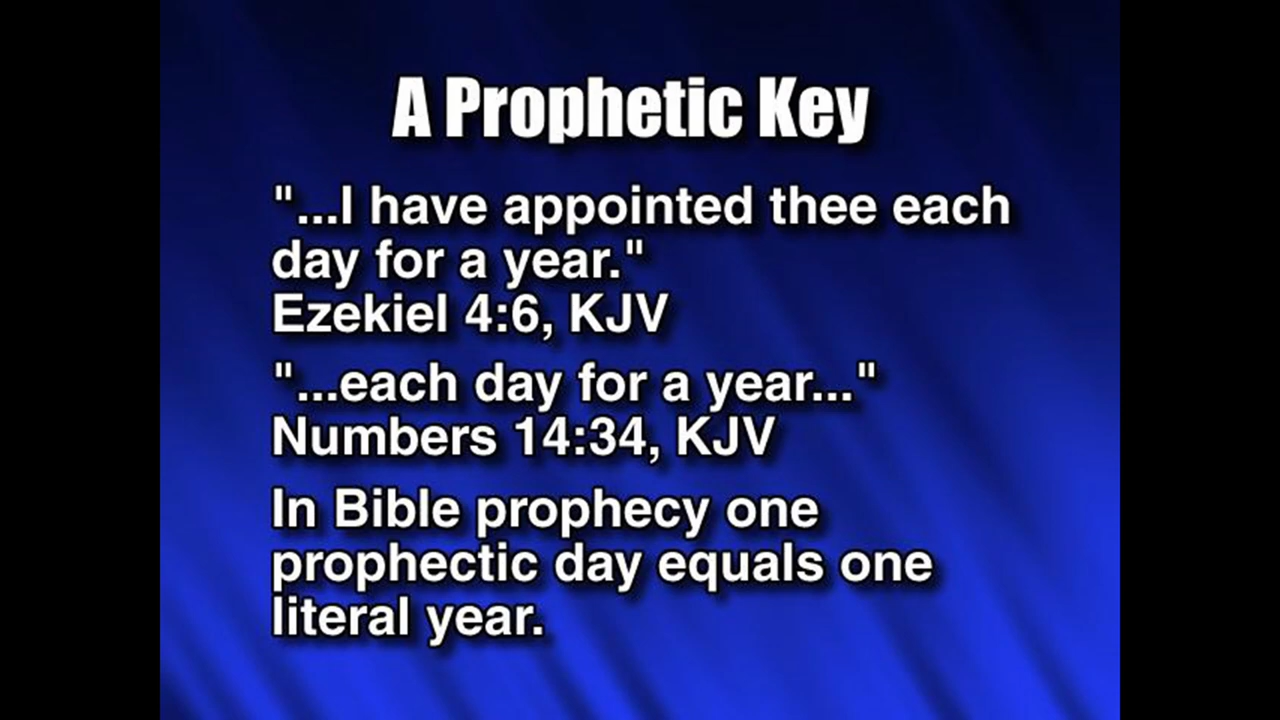 A Prophetic Key
"...I have appointed thee each
day for a year."
Ezekiel 4:6, KJV
"...each day for a year..."
Numbers 14:34, KJV
In Bible prophecy one
prophectic day equals one
literal year.